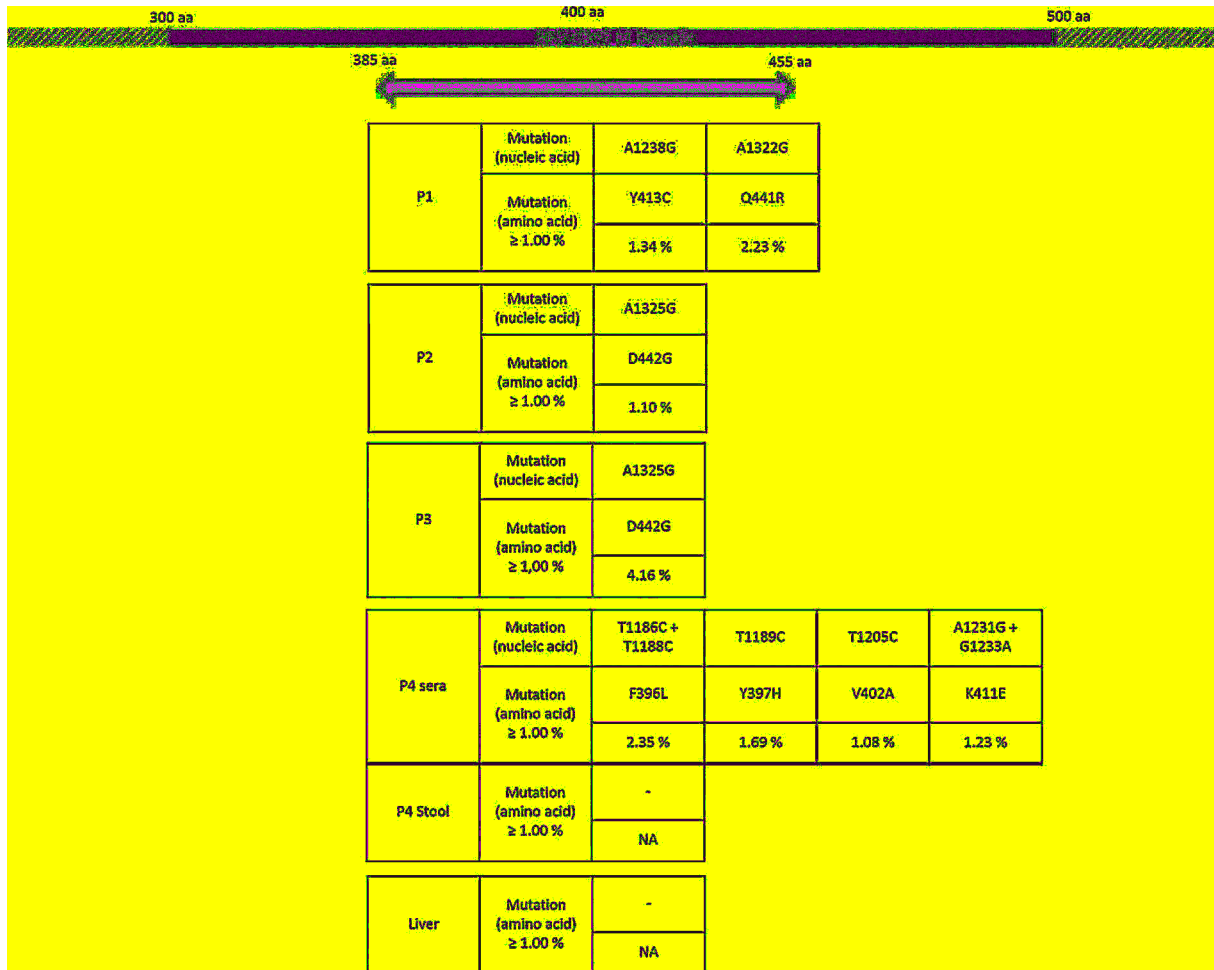 300 aa 400 aa 500 aa
385 aa 455 aa
P1
Mutation
(nucleic acid)
A1238G A1322G
Mutation
(amino acid)
≥ 1.00 %
Y413C Q441R
1.34 % 2.23 %
P2
Mutation
(nucleic acid)
A1325G
Mutation
(amino acid)
≥ 1.00 %
D442G
1.10 %
P3
Mutation
(nucleic acid)
A1325G
Mutation
(amino acid)
≥ 1,00 %
D442G
4.16 %
P4 sera
Mutation
(nucleic acid)
T1186C +
T1188C
T1189C
T1205C
A1231G +
G1233A
Mutation
(amino acid)
≥ 1.00 %
F396L Y397H V402A K411E
2.35 % 1.69 % 1.08 % 1.23 %
P4 Stool
Mutation
(amino acid)
≥ 1.00 %
-
NA
Liver
Mutation
(amino acid)
≥ 1.00 %
-
NA